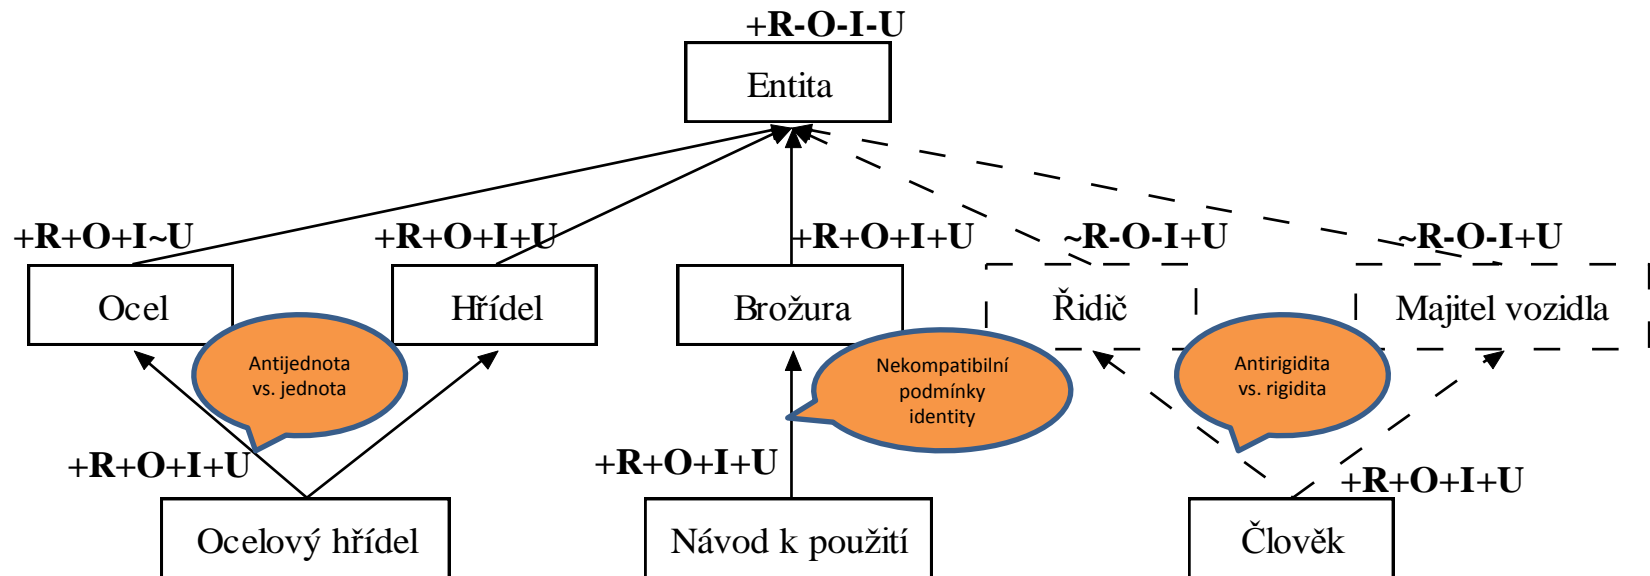 +R-O-I-U
Entita
+R+O+I~U
+R+O+I+U
+R+O+I+U
~R-O-I+U
~R-O-I+U
Ocel
Hřídel
Brožura
Řidič
Majitel vozidla
Antijednota
vs. jednota
Nekompatibilní
podmínky
identity
Antirigidita
vs. rigidita
+R+O+I+U
+R+O+I+U
+R+O+I+U
Ocelový hřídel
Návod k použití
Člověk